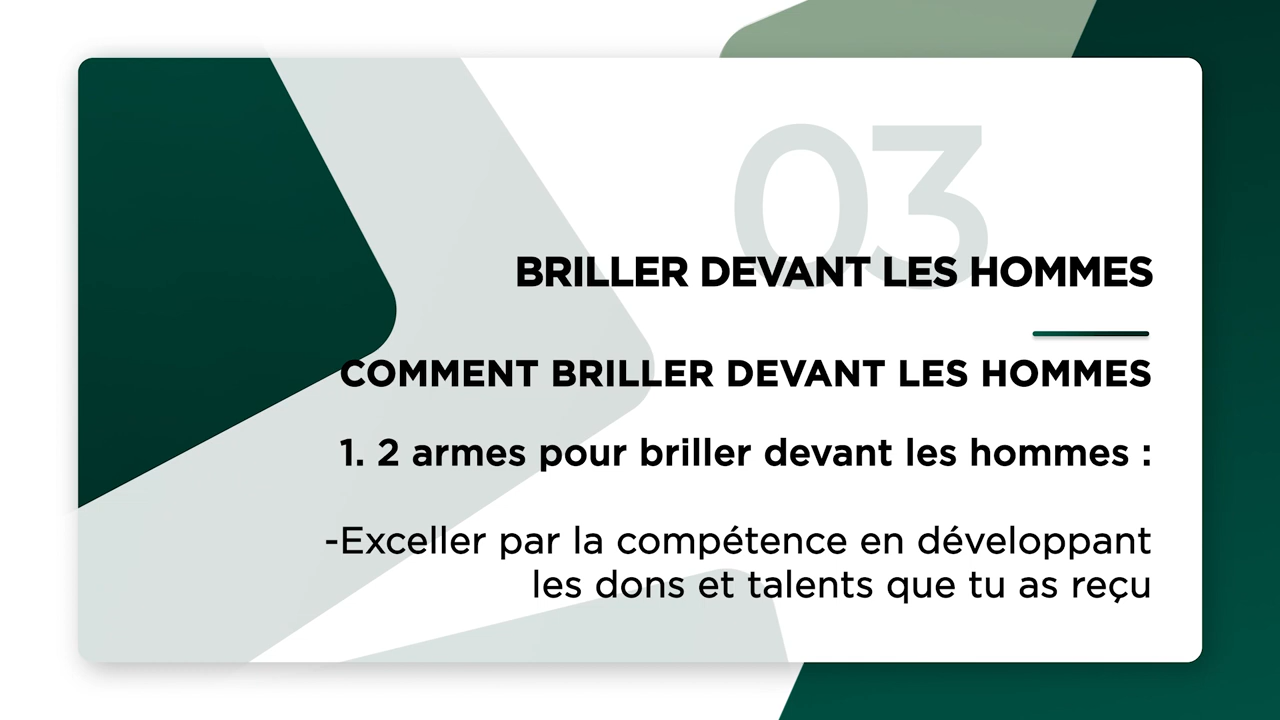 03
BRILLER DEVANT LES HOMMES
COMMENT BRILLER DEVANT LES HOMMES
1. 2 armes pour briller devant les hommes :
-Exceller par la compétence en développant
les dons et talents que tu as reçu